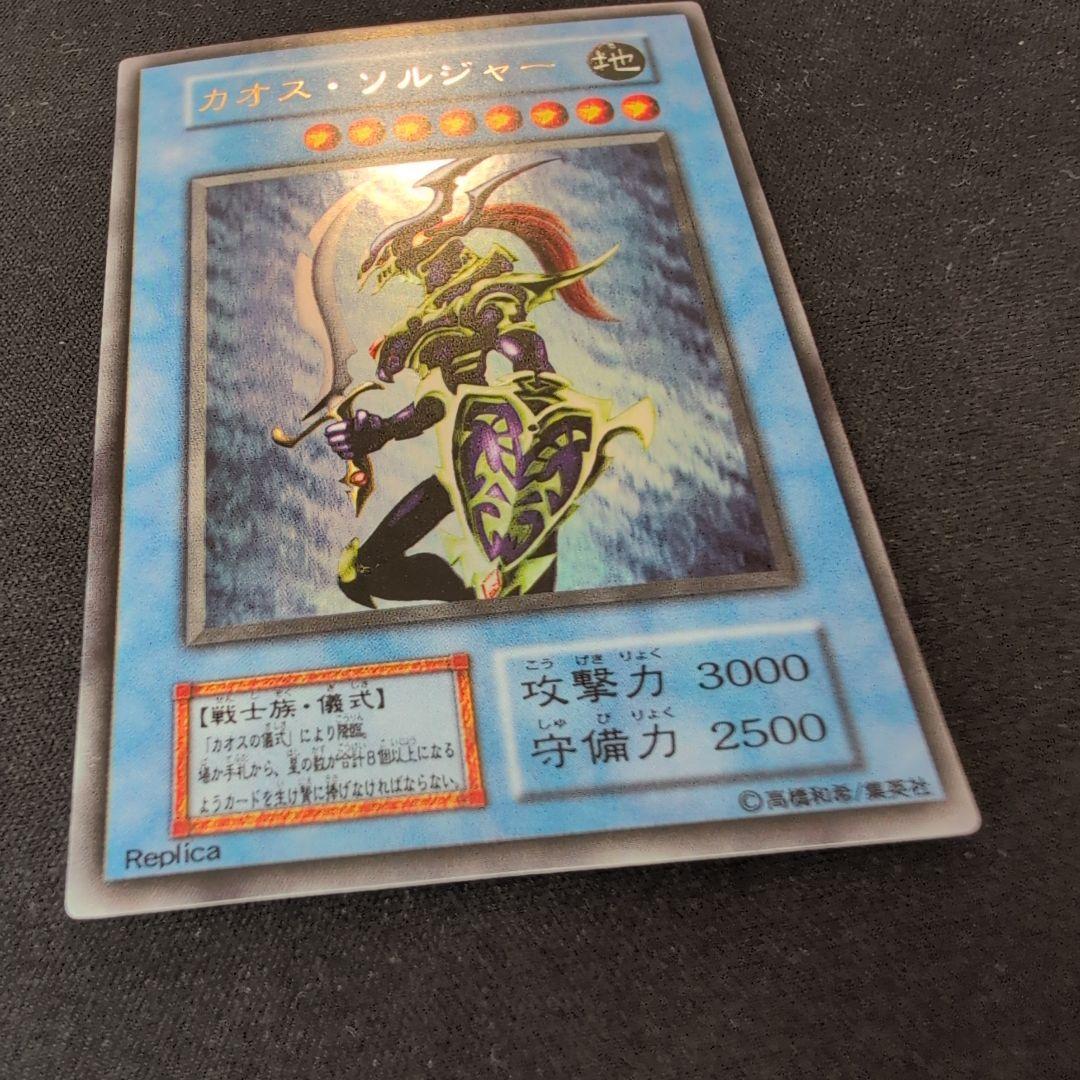 カオス・ソルジャー
地
【戦士族・儀式】
「カオスの儀式」により降臨。
場か手札から、星の数が合計8個以上になる
ようカードを生け贄に捧げなければならない。
こう げき りょく
攻撃力 3000
しゅ び りょく
守備力 2500
©高橋和希/集英社
Replica